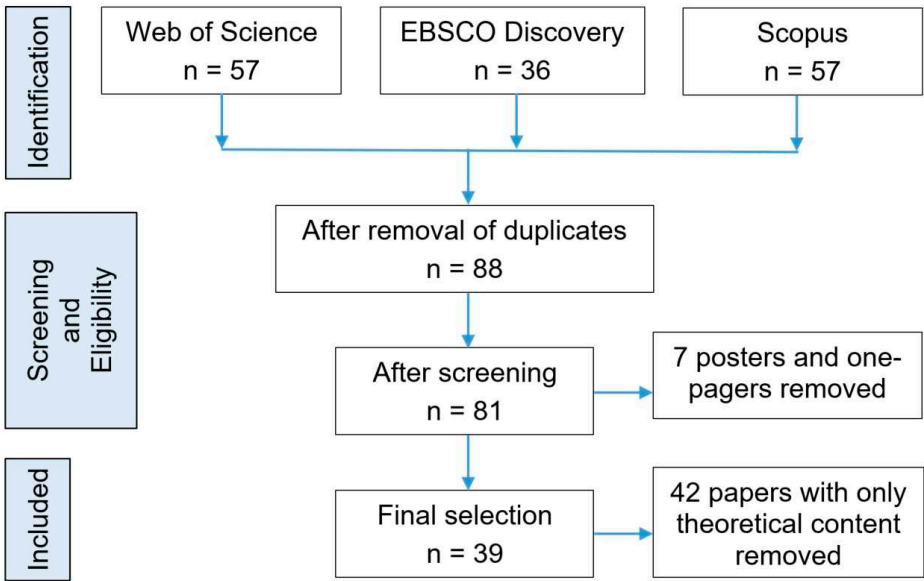 Identification
Web of Science
n = 57
EBSCO Discovery
n = 36
Scopus
n = 57
Screening
and
Eligibility
After removal of duplicates
n = 88
After screening
n = 81
7 posters and one-
pagers removed
Included
Final selection
n = 39
42 papers with only
theoretical content
removed